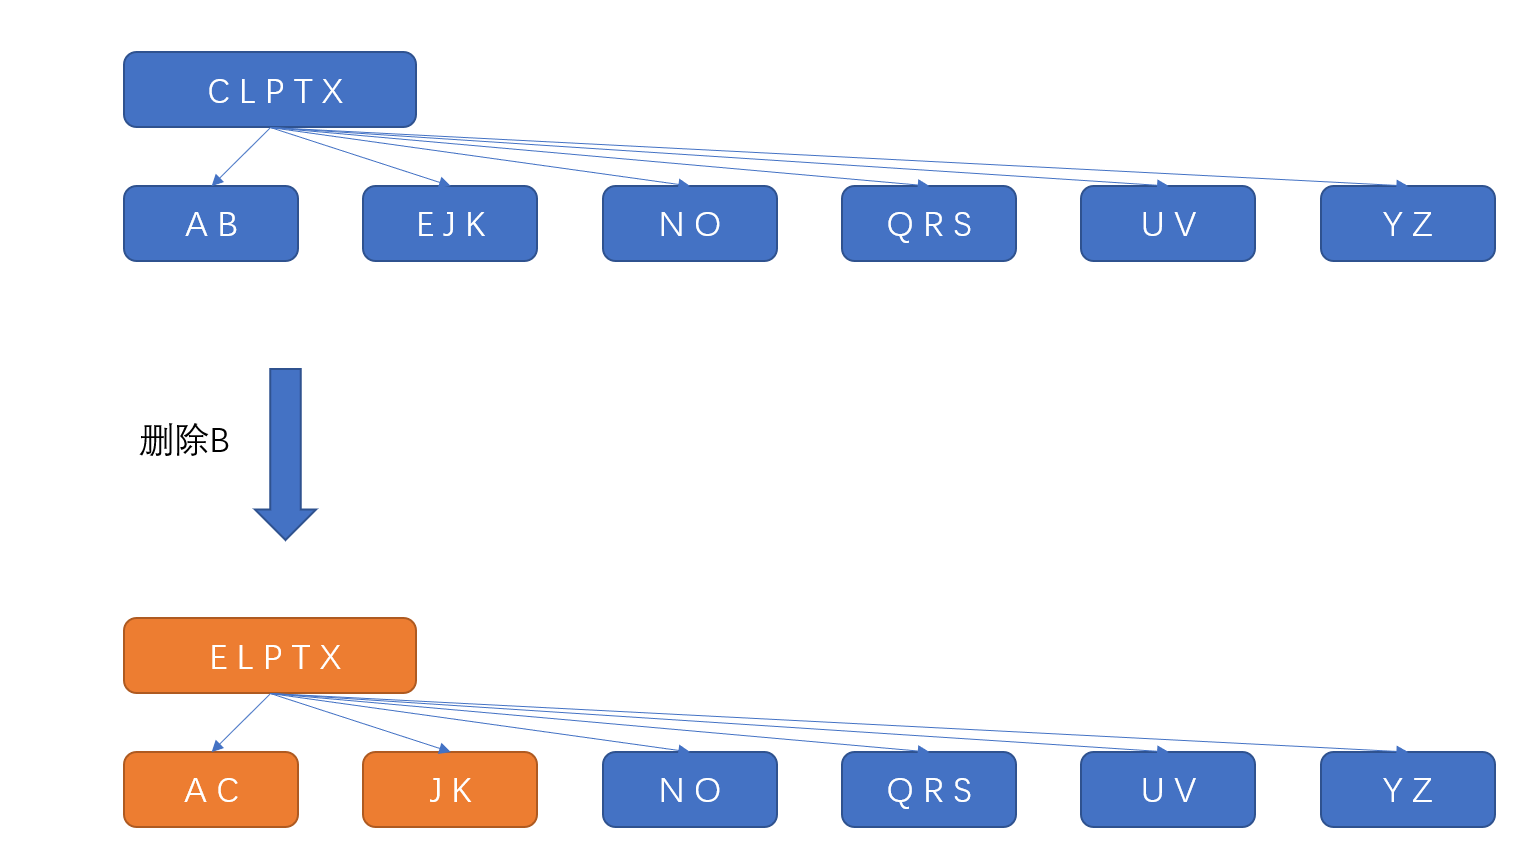 C L P T X
A B
E J K
N O
Q R S
U V
Y Z
删除B
E L P T X
A C
J K
N O
Q R S
U V
Y Z